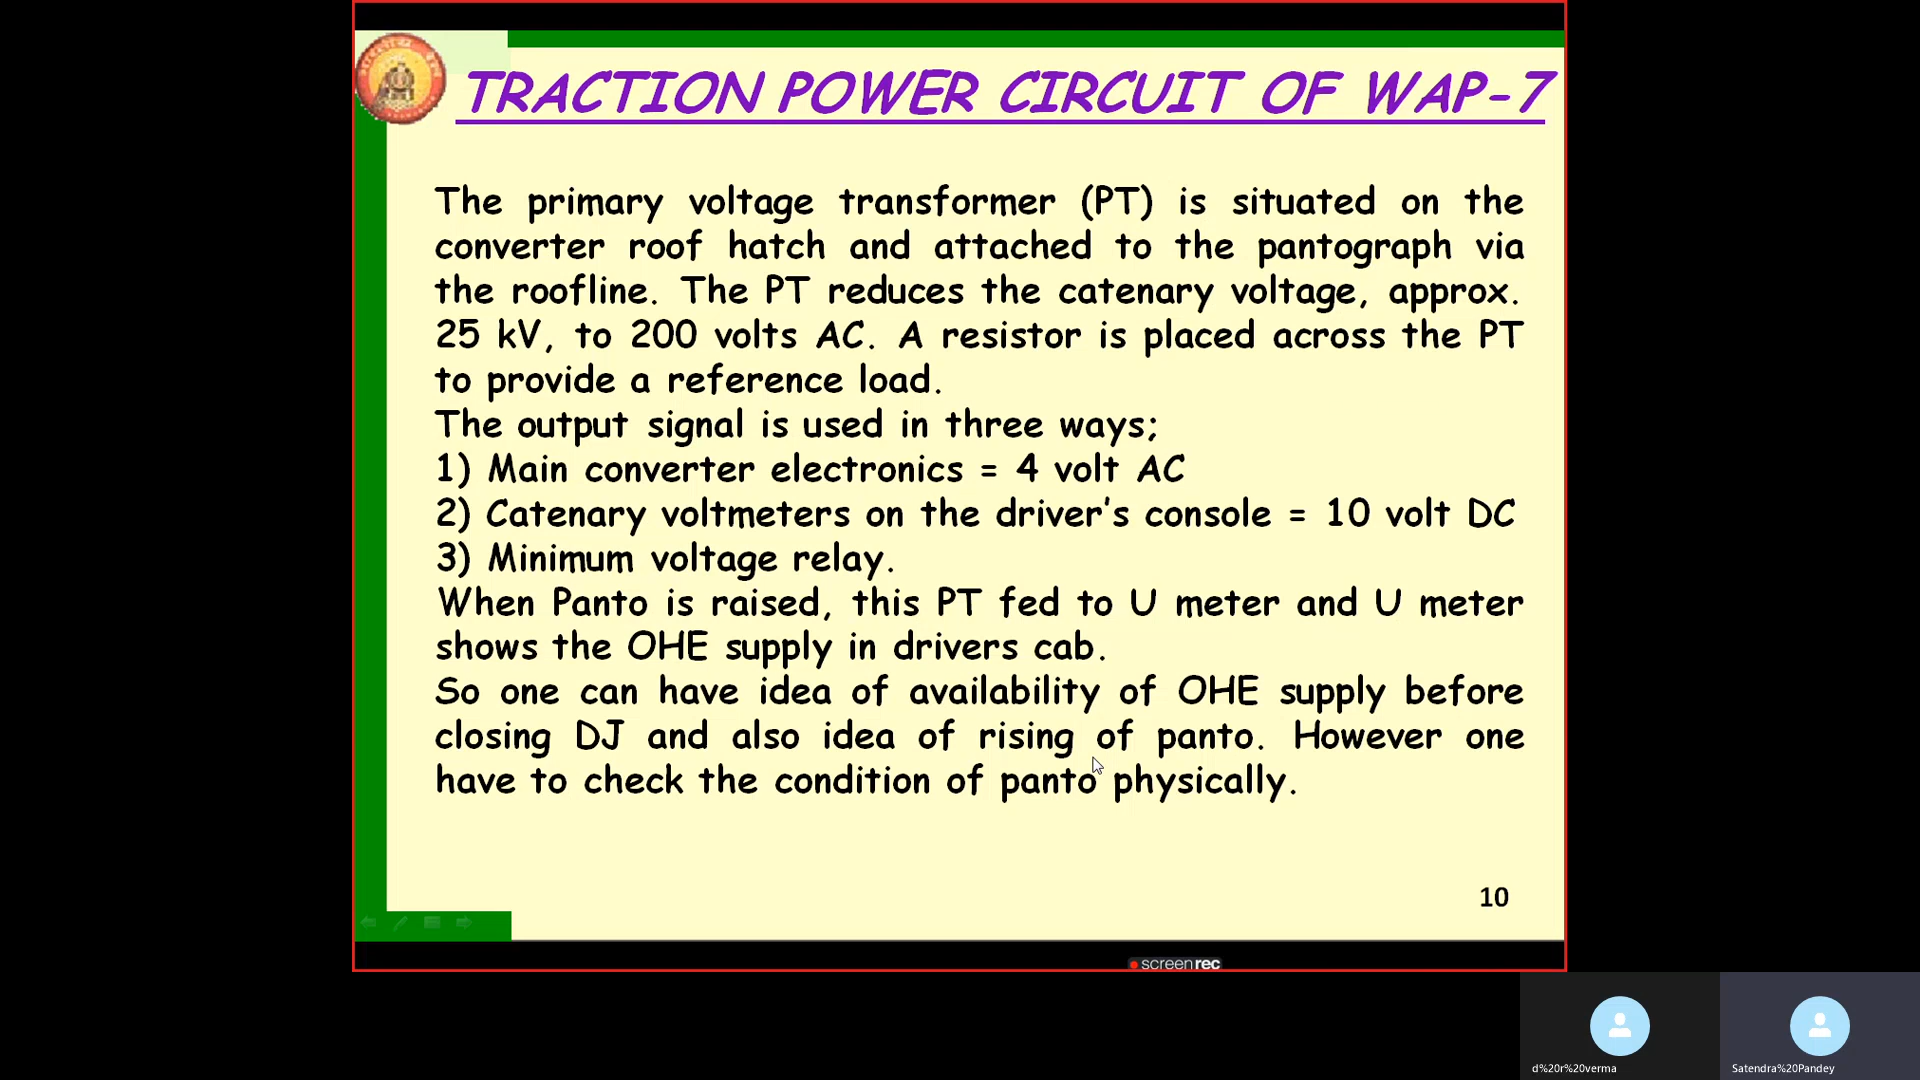 TRACTION POWER CIRCUIT OF WAP-7
The primary voltage transformer (PT) is situated on the
converter roof hatch and attached to the pantograph via
the roofline. The PT reduces the catenary voltage, approx.
25 kV, to 200 volts AC. A resistor is placed across the PT
to provide a reference load.
The output signal is used in three ways;
1) Main converter electronics = 4 volt AC
2) Catenary voltmeters on the driver's console = 10 volt DC
3) Minimum voltage relay.
When Panto is raised, this PT fed to U meter and U meter
shows the OHE supply in drivers cab.
So one can have idea of availability of OHE supply before
closing DJ and also idea of rising of panto. However one
have to check the condition of panto physically.
10
screenrec
d%20r%20verma
Satendra%20Pandey